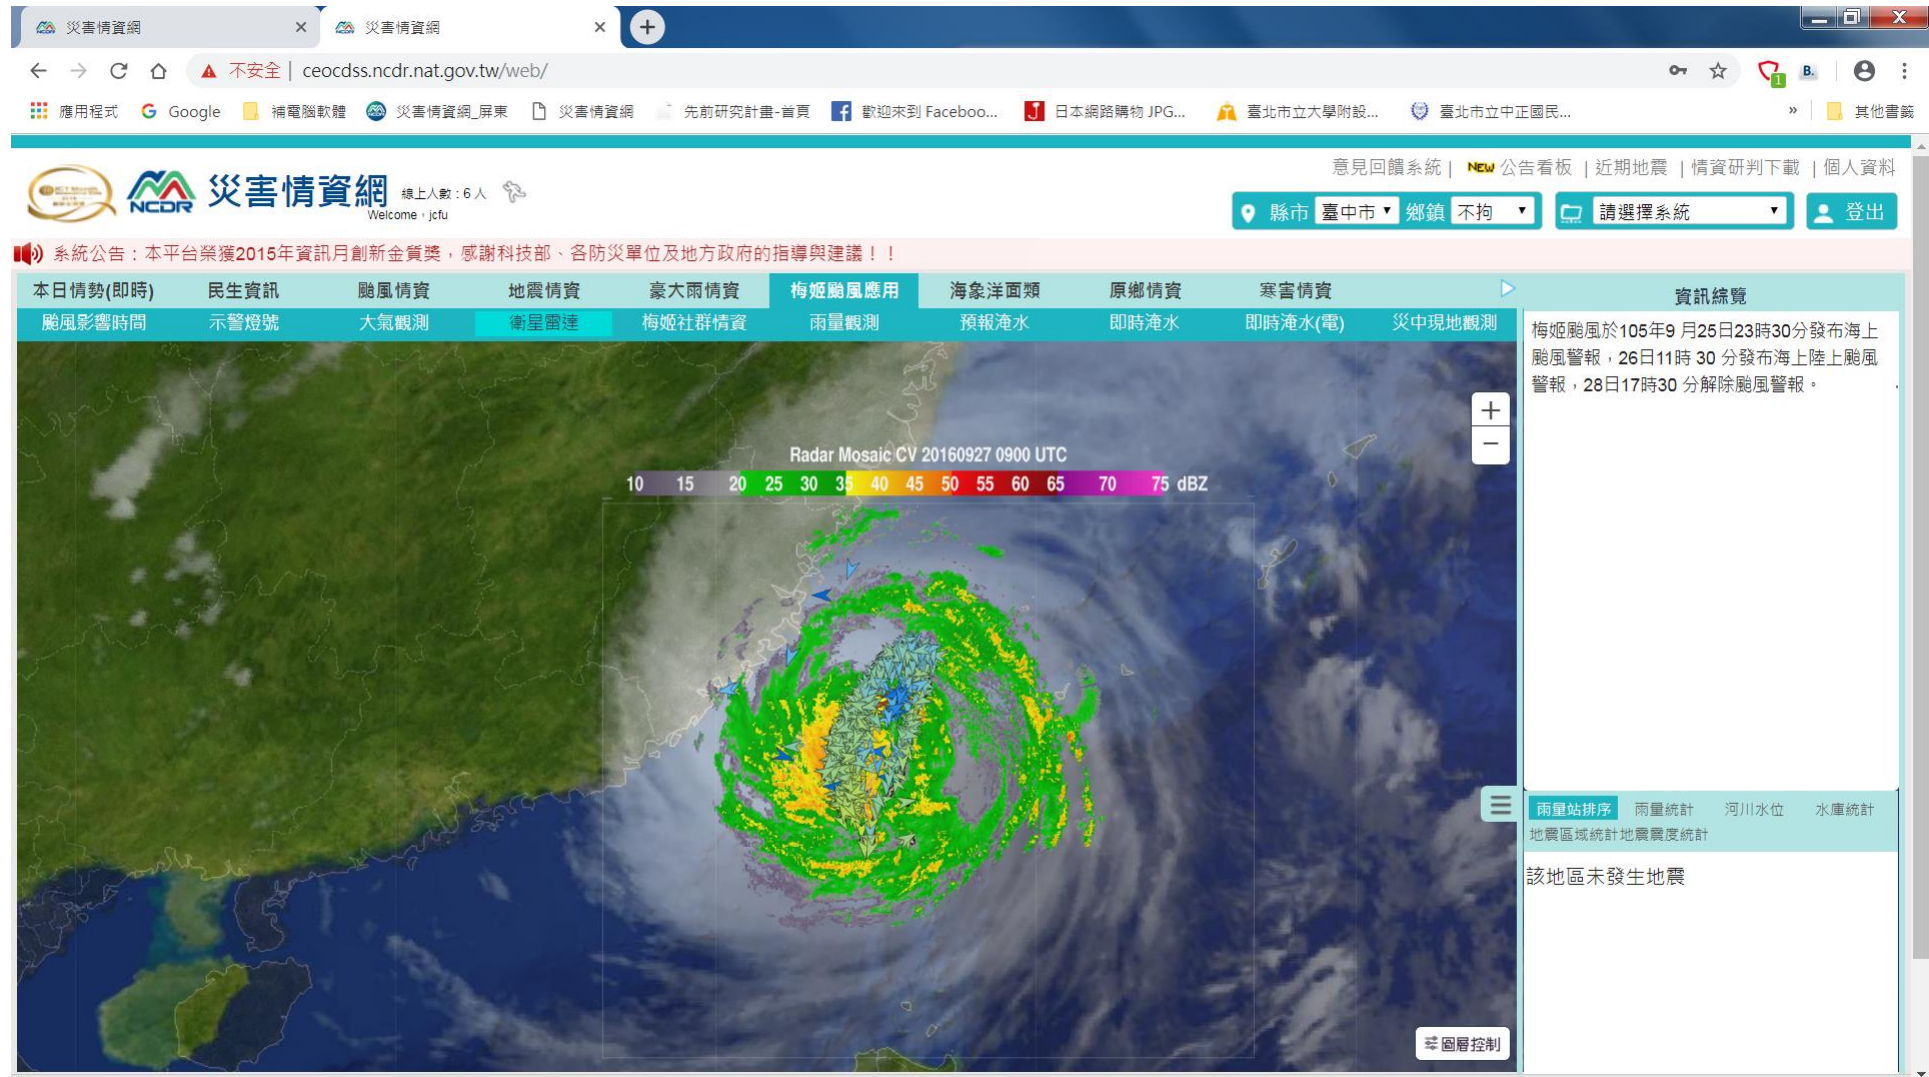 災害情資網
災害情資網
不安全 | ceocdss.ncdr.nat.gov.tw/web/
應用程式 Google 補電腦軟體 災害情資網_屏東 災害情資網 先前研究計畫-首頁 歡迎來到 Faceboo... 日本網路購物 JPG... 臺北市立大學附設... 臺北市立中正國民... » 其他書籤
意見回饋系統 | NEW 公告看板 | 近期地震 | 情資研判下載 | 個人資料
NCDR 災害情資網 線上人數 : 6 人
Welcome , jcfu
縣市 臺中市 鄉鎮 不拘 請選擇系統 登出
系統公告：本平台榮獲2015年資訊月創新金質獎，感謝科技部、各防災單位及地方政府的指導與建議！！
本日情勢(即時) 民生資訊 颱風情資 地震情資 豪大雨情資 梅姬颱風應用 海象洋面類 原鄉情資 寒害情資
颱風影響時間 示警燈號 大氣觀測 衛星雷達 梅姬社群情資 雨量觀測 預報淹水 即時淹水 即時淹水(電) 災中現地觀測
資訊綜覽
梅姬颱風於105年9 月25日23時30分發布海上
颱風警報，26日11時 30 分發布海上陸上颱風
警報，28日17時30 分解除颱風警報。
+
−
Radar Mosaic CV 20160927 0900 UTC
10 15 20 25 30 35 40 45 50 55 60 65 70 75 dBZ
雨量站排序 雨量統計 河川水位 水庫統計
地震區域統計 地震震度統計
該地區未發生地震
圖層控制